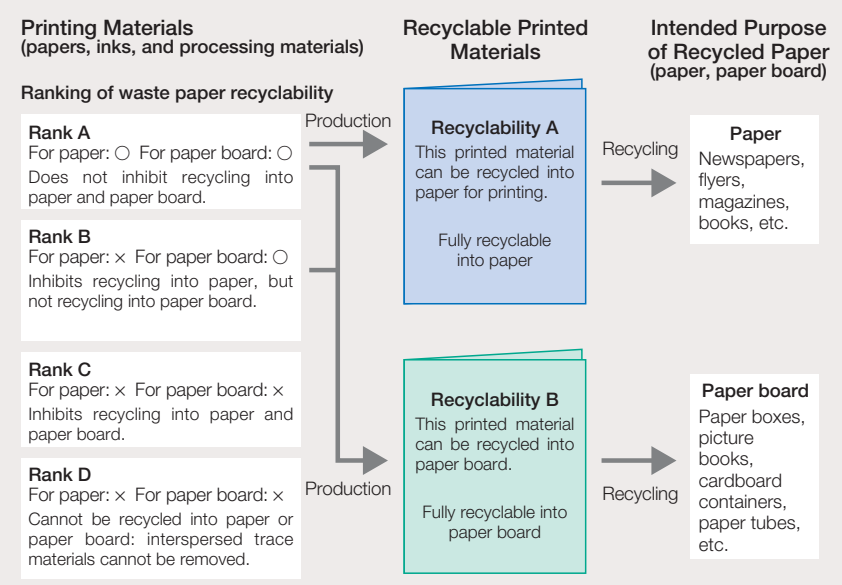 Printing Materials
(papers, inks, and processing materials)
Ranking of waste paper recyclability
Rank A
For paper: ○ For paper board: ○
Does not inhibit recycling into
paper and paper board.
Rank B
For paper: × For paper board: ○
Inhibits recycling into paper, but
not recycling into paper board.
Rank C
For paper: × For paper board: ×
Inhibits recycling into paper and
paper board.
Rank D
For paper: × For paper board: ×
Cannot be recycled into paper or
paper board: interspersed trace
materials cannot be removed.
Production
Production
Recyclable Printed
Materials
Recyclability A
This printed material
can be recycled into
paper for printing.
Fully recyclable
into paper
Recyclability B
This printed material
can be recycled into
paper board.
Fully recyclable into
paper board
Recycling
Recycling
Intended Purpose
of Recycled Paper
(paper, paper board)
Paper
Newspapers,
flyers,
magazines,
books, etc.
Paper board
Paper boxes,
picture
books,
cardboard
containers,
paper tubes,
etc.